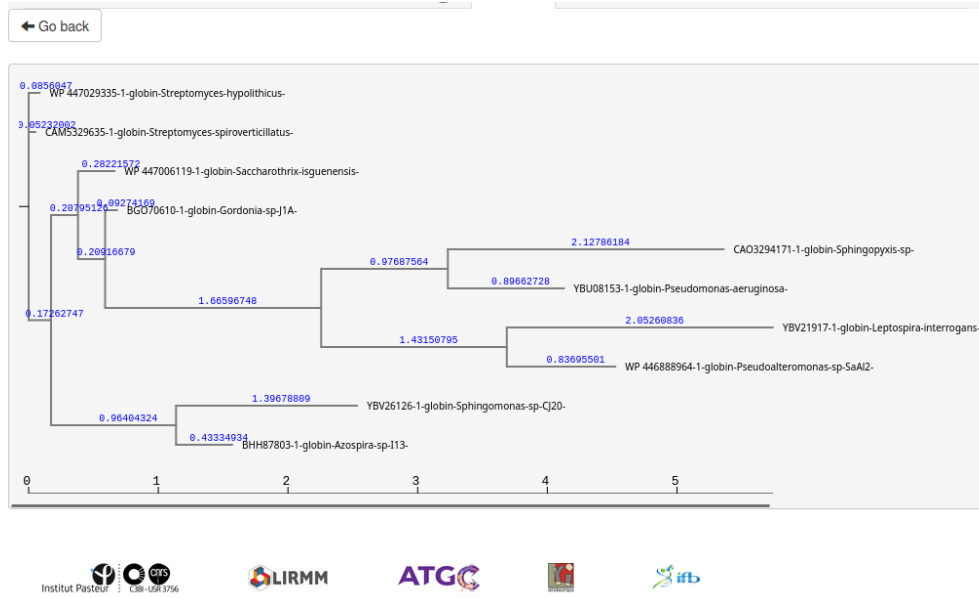 Go back
0.0856047
WP 447029335-1-globin-Streptomyces-hypolithicus-
0.05232002
CAM5329635-1-globin-Streptomyces-spiroverticillatus-
0.28221572
WP 447006119-1-globin-Saccharothrix-isguenensis-
0.20795126
0.09274169
BGO70610-1-globin-Gordonia-sp-J1A-
0.20916679
2.12786184
CAO3294171-1-globin-Sphingopyxis-sp-
0.97687564
0.89662728
YBU08153-1-globin-Pseudomonas-aeruginosa-
1.66596748
0.17262747
2.05260836
YBV21917-1-globin-Leptospira-interrogans-
1.43150795
0.83695501
WP 446888964-1-globin-Pseudoalteromonas-sp-SaAl2-
1.39678809
YBV26126-1-globin-Sphingomonas-sp-CJ20-
0.96404324
0.43334934
BHH87803-1-globin-Azospira-sp-I13-
0 1 2 3 4 5
Institut Pasteur
cnrs
C3BI - USR 3756
LIRMM
ATGC
ifb